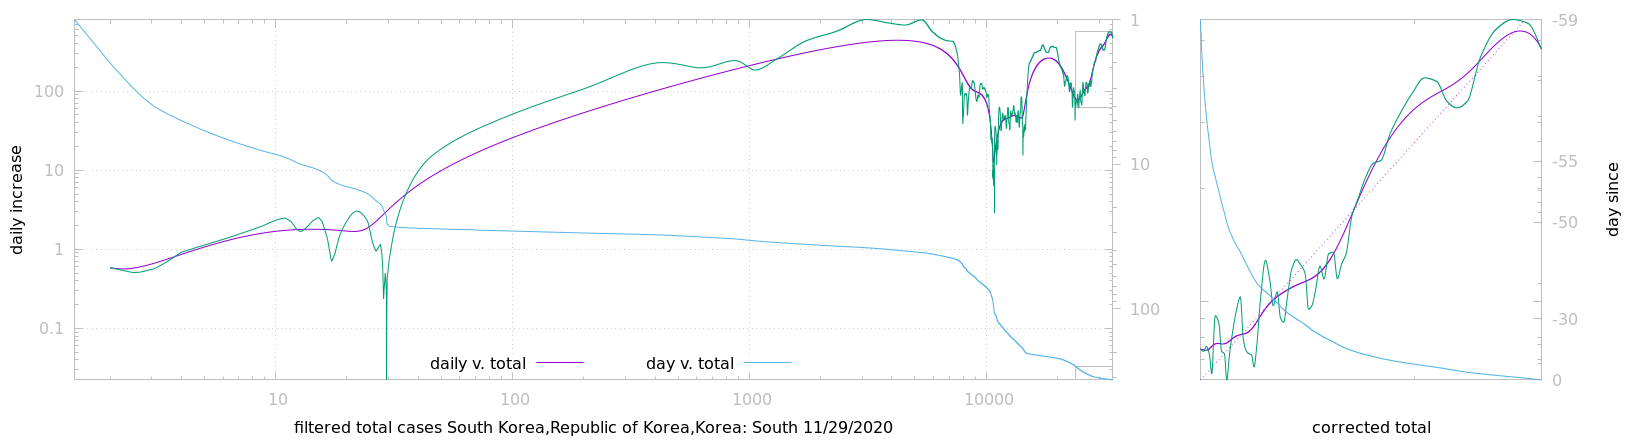 daily increase
100
10
1
0.1
10
100
1000
10000
daily v. total
day v. total
filtered total cases South Korea,Republic of Korea,Korea: South 11/29/2020
1
10
100
-59
-55
-50
-30
0
day since
corrected total